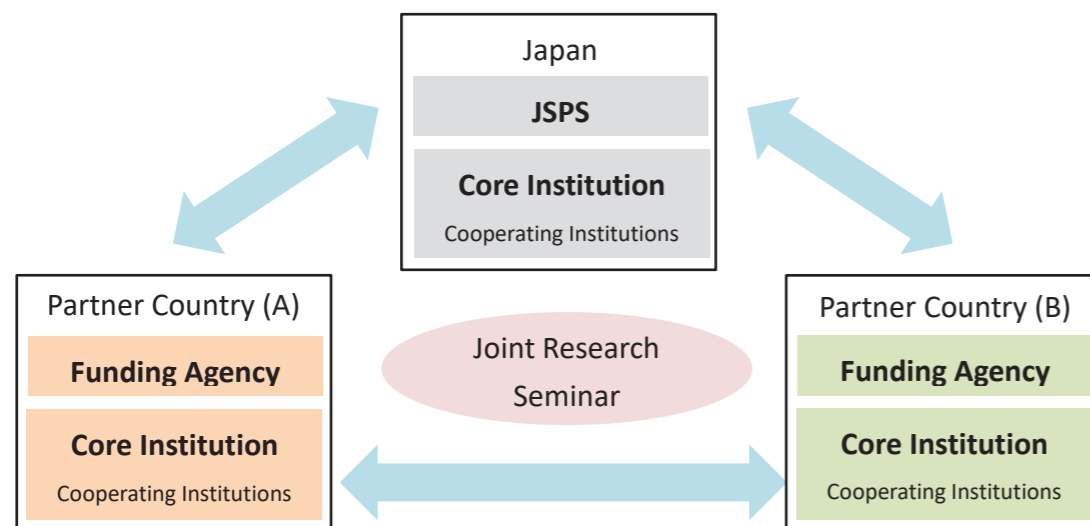 Japan
JSPS
Core Institution
Cooperating Institutions
Partner Country (A)
Funding Agency
Core Institution
Cooperating Institutions
Joint Research
Seminar
Partner Country (B)
Funding Agency
Core Institution
Cooperating Institutions